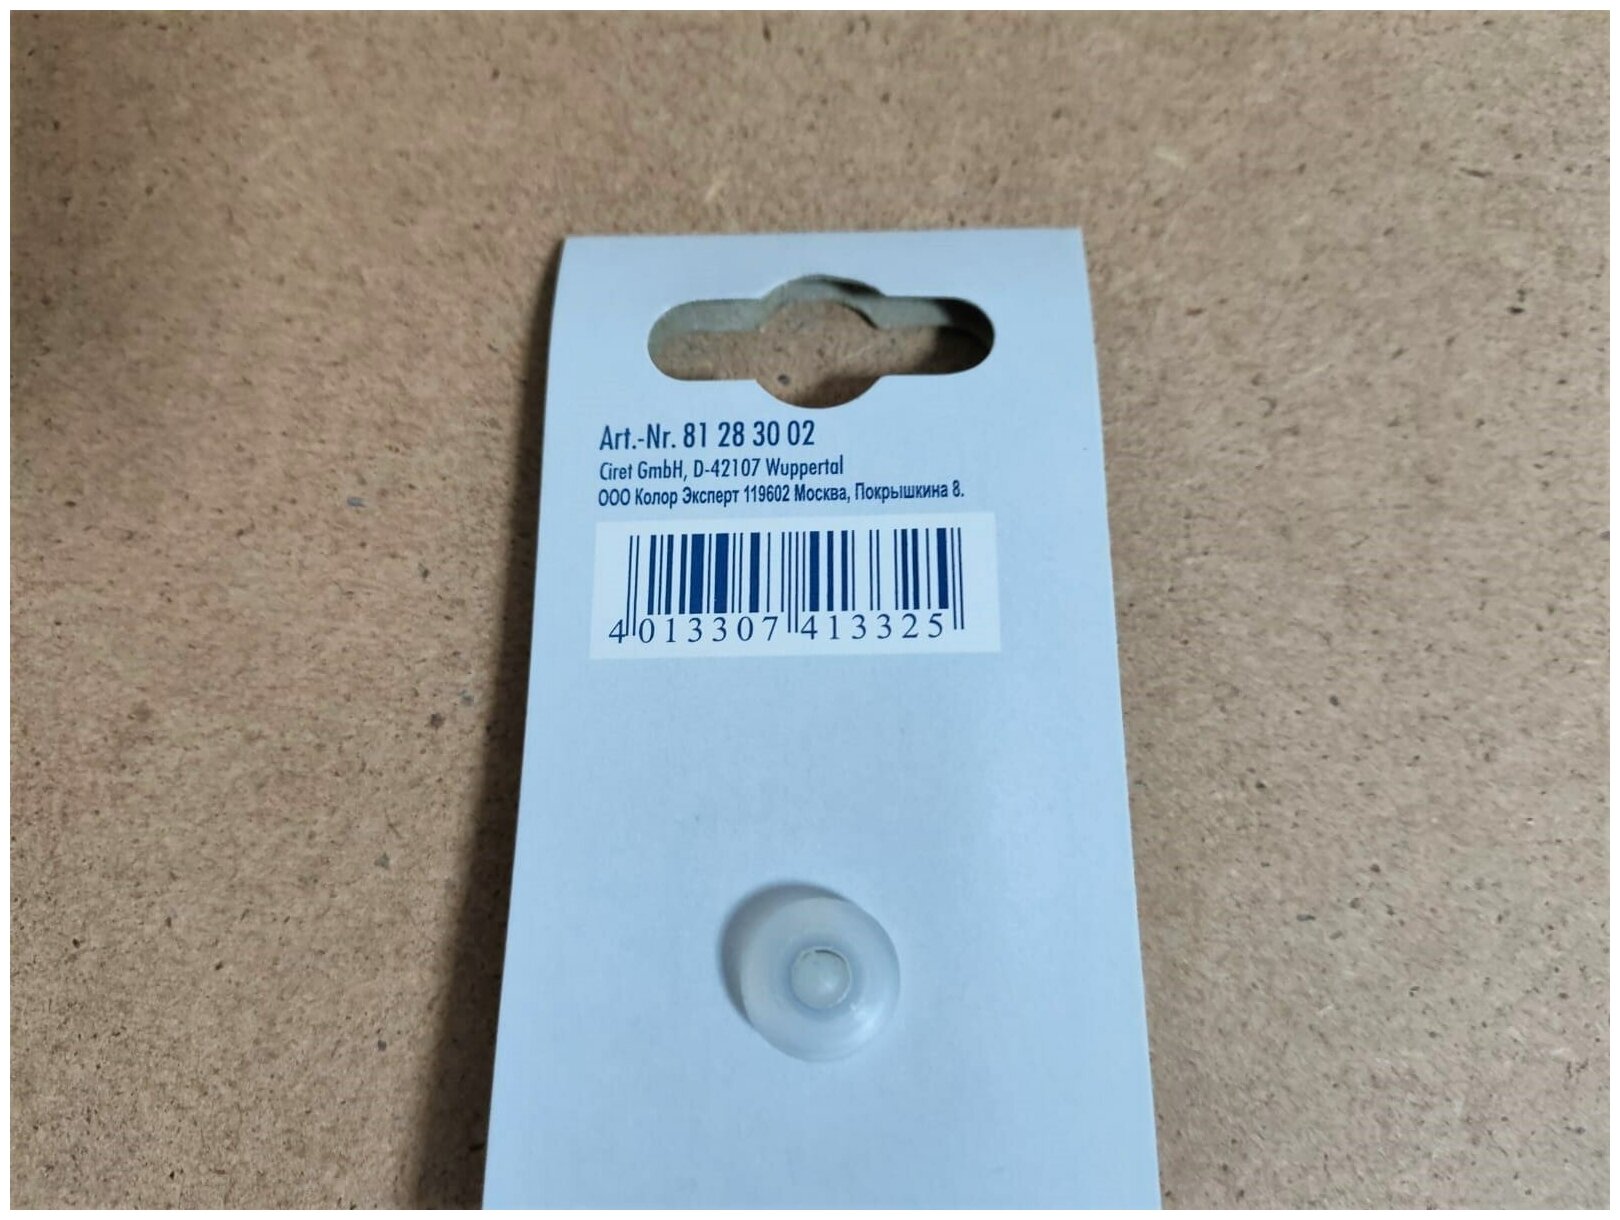 Art.-Nr. 81 28 30 02
Ciret GmbH, D-42107 Wuppertal
ООО Колор Эксперт 119602 Москва, Покрышкина 8.
4 013307 413325